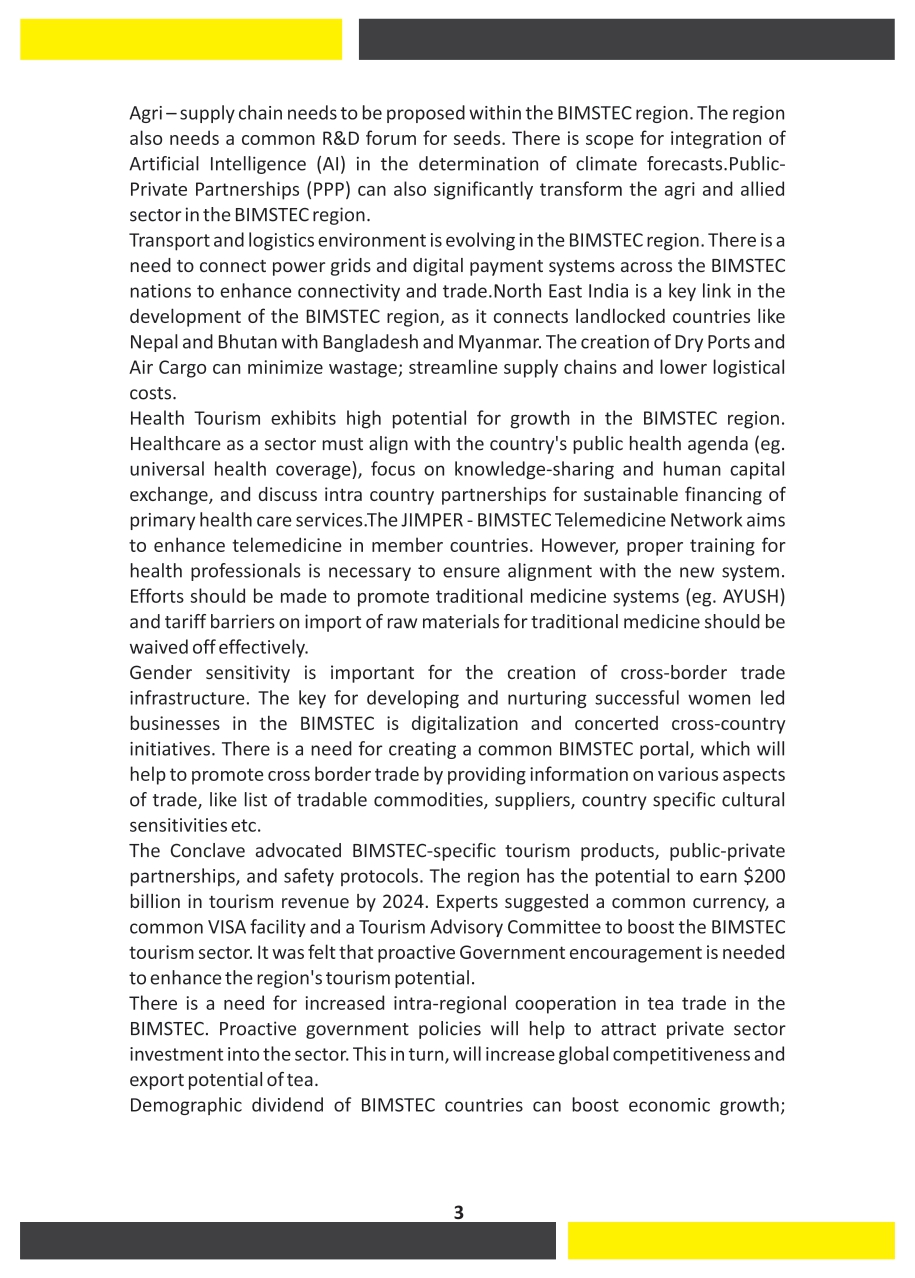 Agri – supply chain needs to be proposed within the BIMSTEC region. The region
also needs a common R&D forum for seeds. There is scope for integration of
Artificial Intelligence (AI) in the determination of climate forecasts.Public-
Private Partnerships (PPP) can also significantly transform the agri and allied
sector in the BIMSTEC region.
Transport and logistics environment is evolving in the BIMSTEC region. There is a
need to connect power grids and digital payment systems across the BIMSTEC
nations to enhance connectivity and trade.North East India is a key link in the
development of the BIMSTEC region, as it connects landlocked countries like
Nepal and Bhutan with Bangladesh and Myanmar. The creation of Dry Ports and
Air Cargo can minimize wastage; streamline supply chains and lower logistical
costs.
Health Tourism exhibits high potential for growth in the BIMSTEC region.
Healthcare as a sector must align with the country's public health agenda (eg.
universal health coverage), focus on knowledge-sharing and human capital
exchange, and discuss intra country partnerships for sustainable financing of
primary health care services.The JIMPER - BIMSTEC Telemedicine Network aims
to enhance telemedicine in member countries. However, proper training for
health professionals is necessary to ensure alignment with the new system.
Efforts should be made to promote traditional medicine systems (eg. AYUSH)
and tariff barriers on import of raw materials for traditional medicine should be
waived off effectively.
Gender sensitivity is important for the creation of cross-border trade
infrastructure. The key for developing and nurturing successful women led
businesses in the BIMSTEC is digitalization and concerted cross-country
initiatives. There is a need for creating a common BIMSTEC portal, which will
help to promote cross border trade by providing information on various aspects
of trade, like list of tradable commodities, suppliers, country specific cultural
sensitivities etc.
The Conclave advocated BIMSTEC-specific tourism products, public-private
partnerships, and safety protocols. The region has the potential to earn $200
billion in tourism revenue by 2024. Experts suggested a common currency, a
common VISA facility and a Tourism Advisory Committee to boost the BIMSTEC
tourism sector. It was felt that proactive Government encouragement is needed
to enhance the region's tourism potential.
There is a need for increased intra-regional cooperation in tea trade in the
BIMSTEC. Proactive government policies will help to attract private sector
investment into the sector. This in turn, will increase global competitiveness and
export potential of tea.
Demographic dividend of BIMSTEC countries can boost economic growth;
3